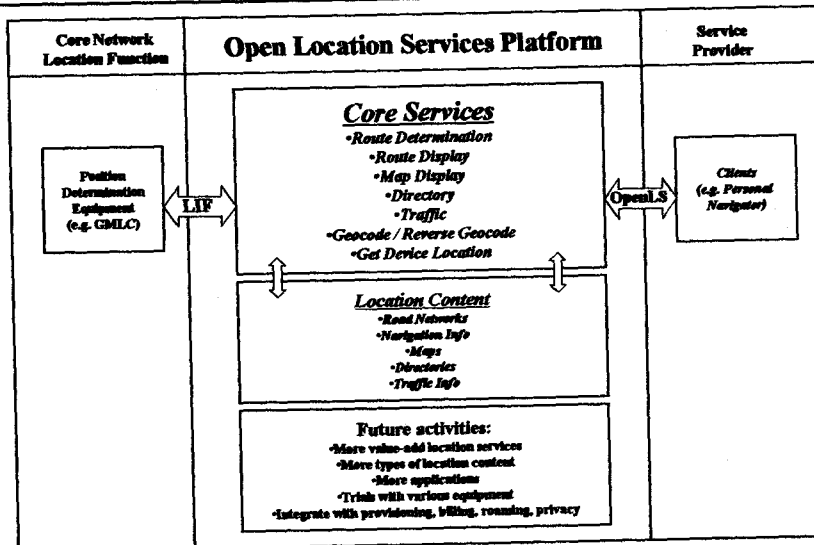 Core Network
Location Function
Open Location Services Platform
Service
Provider
Position
Determination
Equipment
(e.g. GMLC)
LIF
Core Services
•Route Determination
•Route Display
•Map Display
•Directory
•Traffic
•Geocode / Reverse Geocode
•Get Device Location
OpenLS
Clients
(e.g. Personal
Navigator)
Location Content
•Road Networks
•Navigation Info
•Maps
•Directories
•Traffic Info
Future activities:
•More value-add location services
•More types of location content
•More applications
•Trials with various equipment
•Integrate with provisioning, billing, roaming, privacy